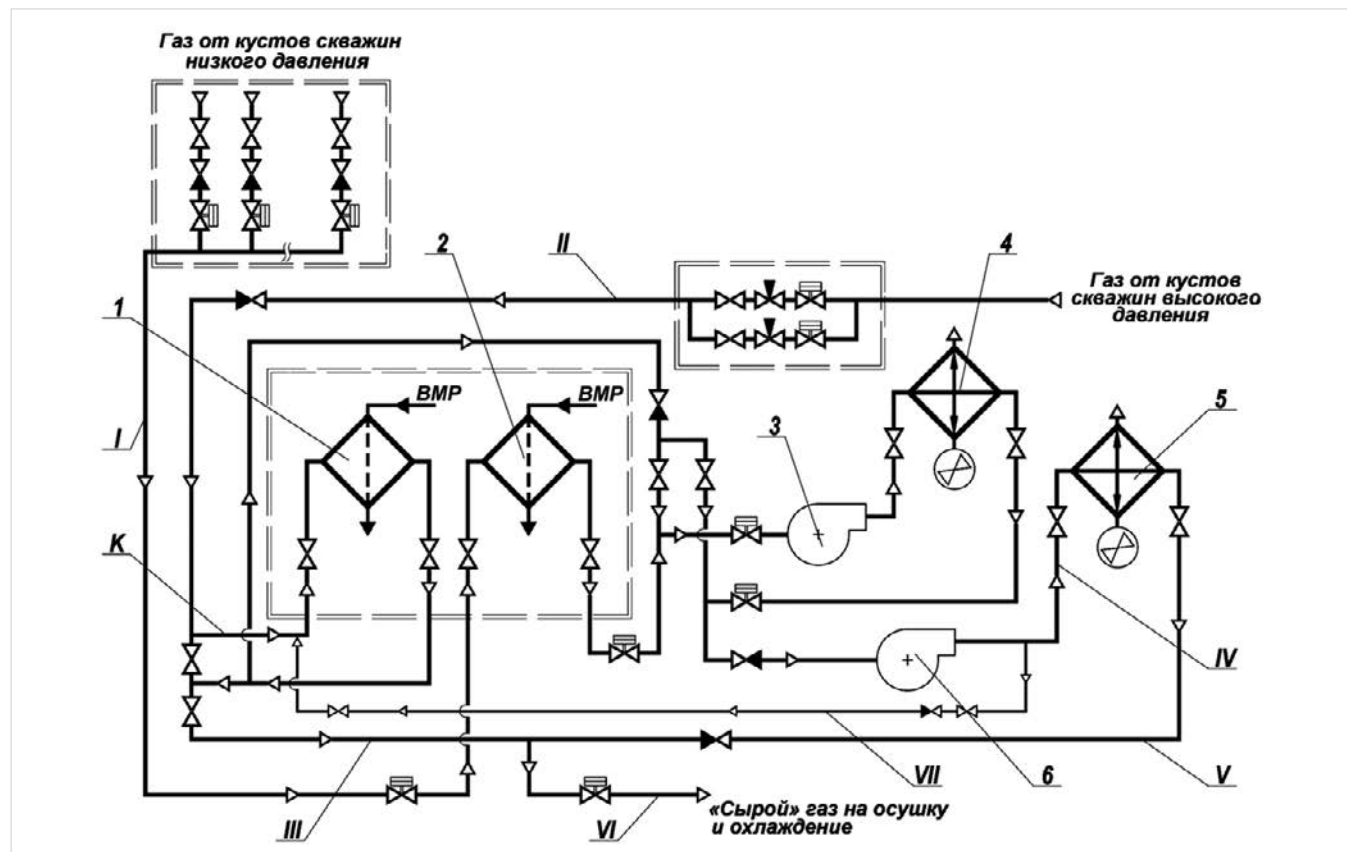 Газ от кустов скважин
низкого давления
II
2
4
Газ от кустов
скважин высокого
давления
1
5
ВМР
ВМР
3
I
K
IV
VII
6
V
III
VI
«Сырой» газ на осушку
и охлаждение